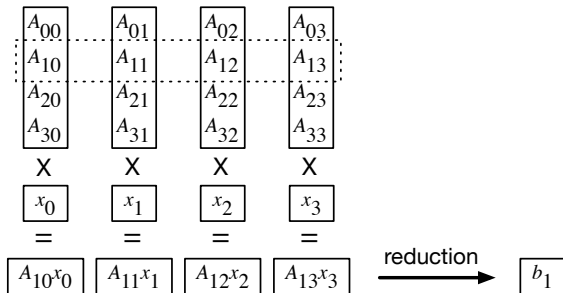 A00 A01 A02 A03
A10 A11 A12 A13
A20 A21 A22 A23
A30 A31 A32 A33
X X X X
x0 x1 x2 x3
= = = =
A10x0 A11x1 A12x2 A13x3 reduction b1